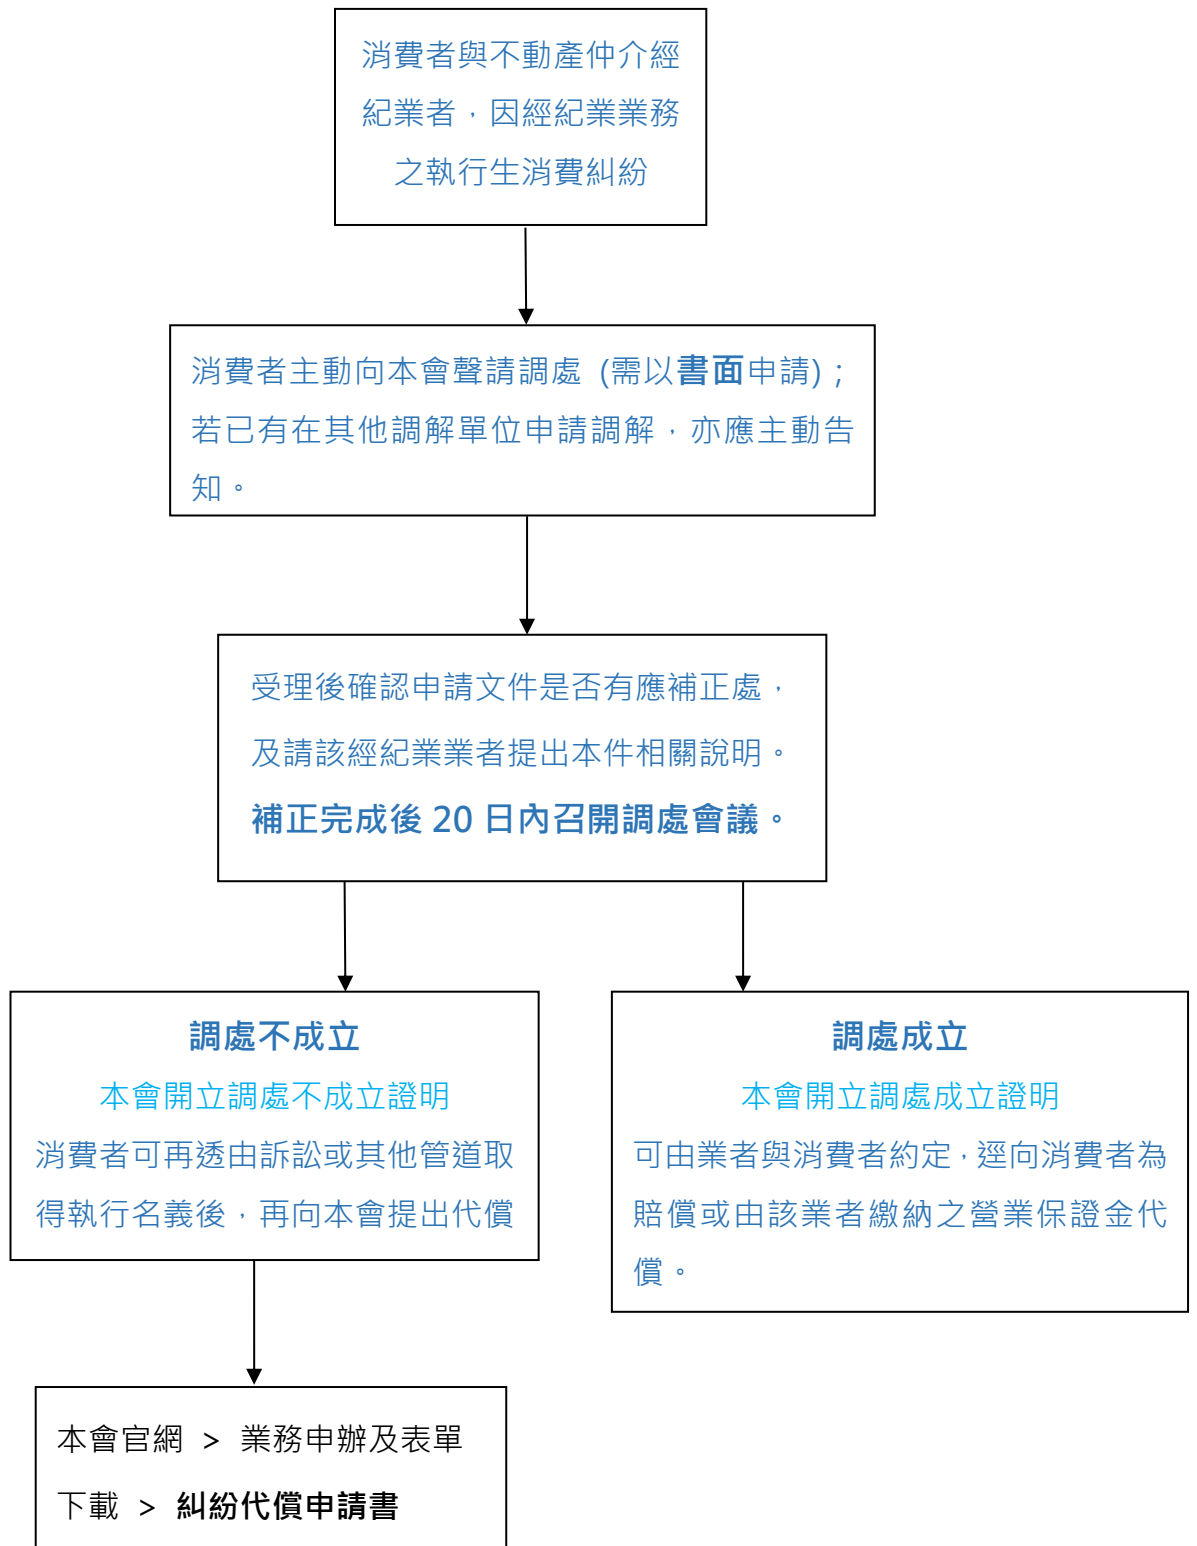 消費者與不動產仲介經
紀業者，因經紀業業務
之執行生消費糾紛
消費者主動向本會聲請調處 (需以書面申請)；
若已有在其他調解單位申請調解，亦應主動告
知。
受理後確認申請文件是否有應補正處，
及請該經紀業業者提出本件相關說明。
補正完成後 20 日內召開調處會議。
調處不成立
本會開立調處不成立證明
消費者可再透由訴訟或其他管道取
得執行名義後，再向本會提出代償
調處成立
本會開立調處成立證明
可由業者與消費者約定，逕向消費者為
賠償或由該業者繳納之營業保證金代
償。
本會官網 > 業務申辦及表單
下載 > 糾紛代償申請書